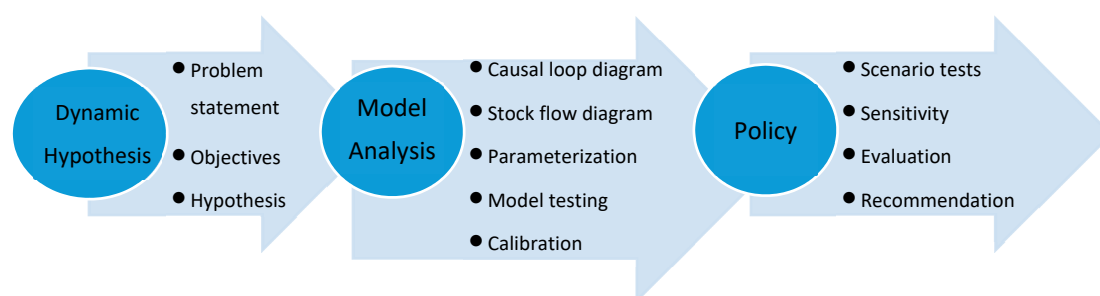 Dynamic
Hypothesis
● Problem
statement
● Objectives
● Hypothesis
Model
Analysis
● Causal loop diagram
● Stock flow diagram
● Parameterization
● Model testing
● Calibration
Policy
● Scenario tests
● Sensitivity
● Evaluation
● Recommendation